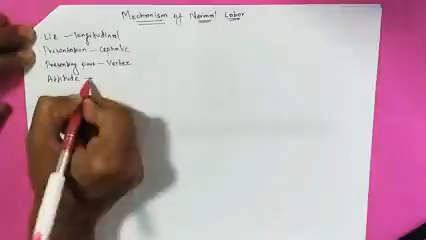 Mechanism of Normal Labor
Lie - longitudinal
Presentation - Cephalic
Presenting part - Vertex
Attitude -